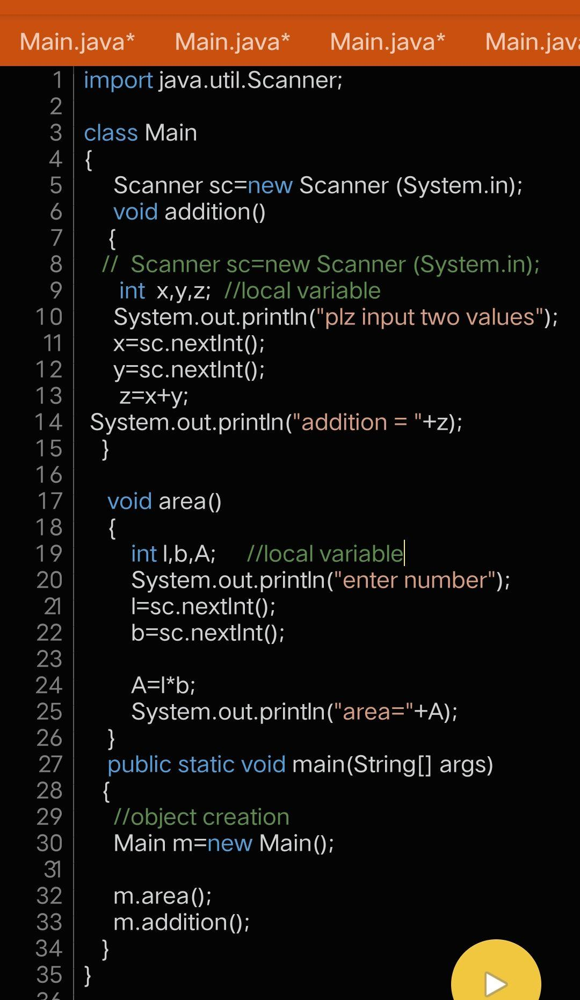 Main.java* Main.java* Main.java* Main.java
1 import java.util.Scanner;
2
3 class Main
4 {
5 Scanner sc=new Scanner (System.in);
6 void addition()
7 {
8 // Scanner sc=new Scanner (System.in);
9 int x,y,z; //local variable
10 System.out.println("plz input two values");
11 x=sc.nextInt();
12 y=sc.nextInt();
13 z=x+y;
14 System.out.println("addition = "+z);
15 }
16
17 void area()
18 {
19 int l,b,A; //local variable
20 System.out.println("enter number");
21 l=sc.nextInt();
22 b=sc.nextInt();
23
24 A=l*b;
25 System.out.println("area="+A);
26 }
27 public static void main(String[] args)
28 {
29 //object creation
30 Main m=new Main();
31
32 m.area();
33 m.addition();
34 }
35 }
36